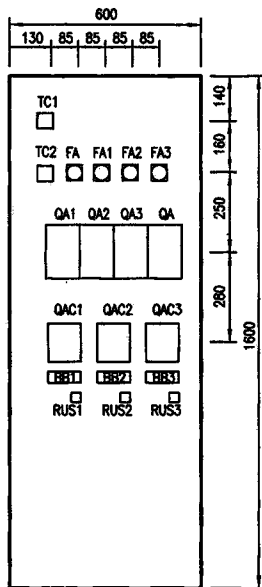 600
130 85 85 85 85
TC1
140
TC2 FA FA1 FA2 FA3
160
QA1 QA2 QA3 QA
250
QAC1 QAC2 QAC3
280
BB1 BB2 BB3
RUS1 RUS2 RUS3
1600